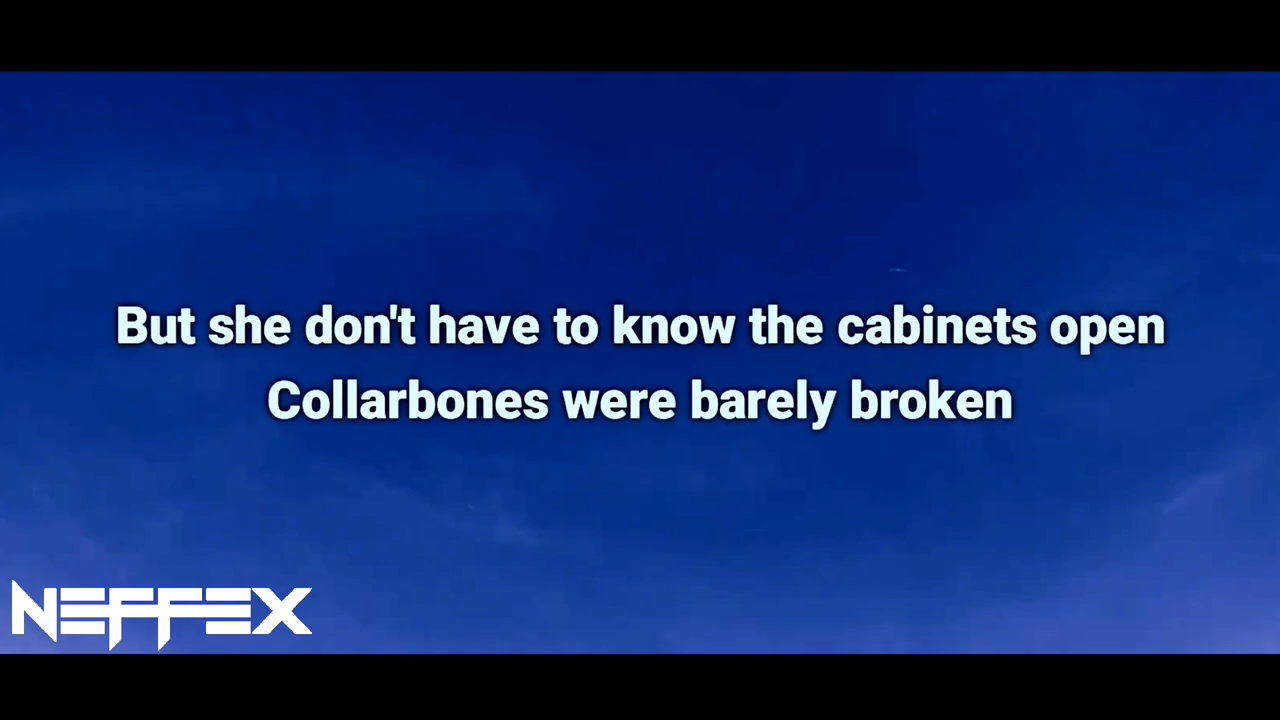 But she don't have to know the cabinets open
Collarbones were barely broken
NEFFEX